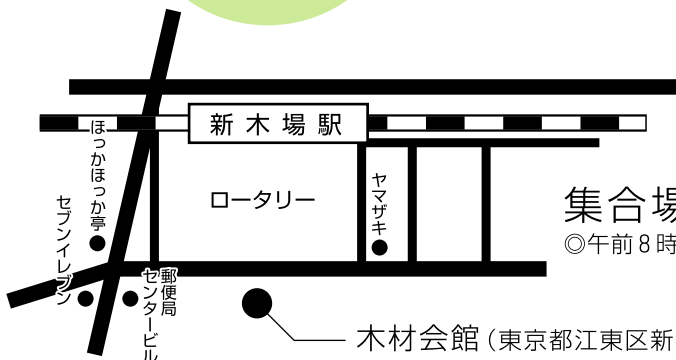 新木場駅
ほっかほっか亭
ロータリー
ヤマザキ
セブンイレブン
郵便局
センタービル
集合場
◎午前8時
木材会館(東京都江東区新